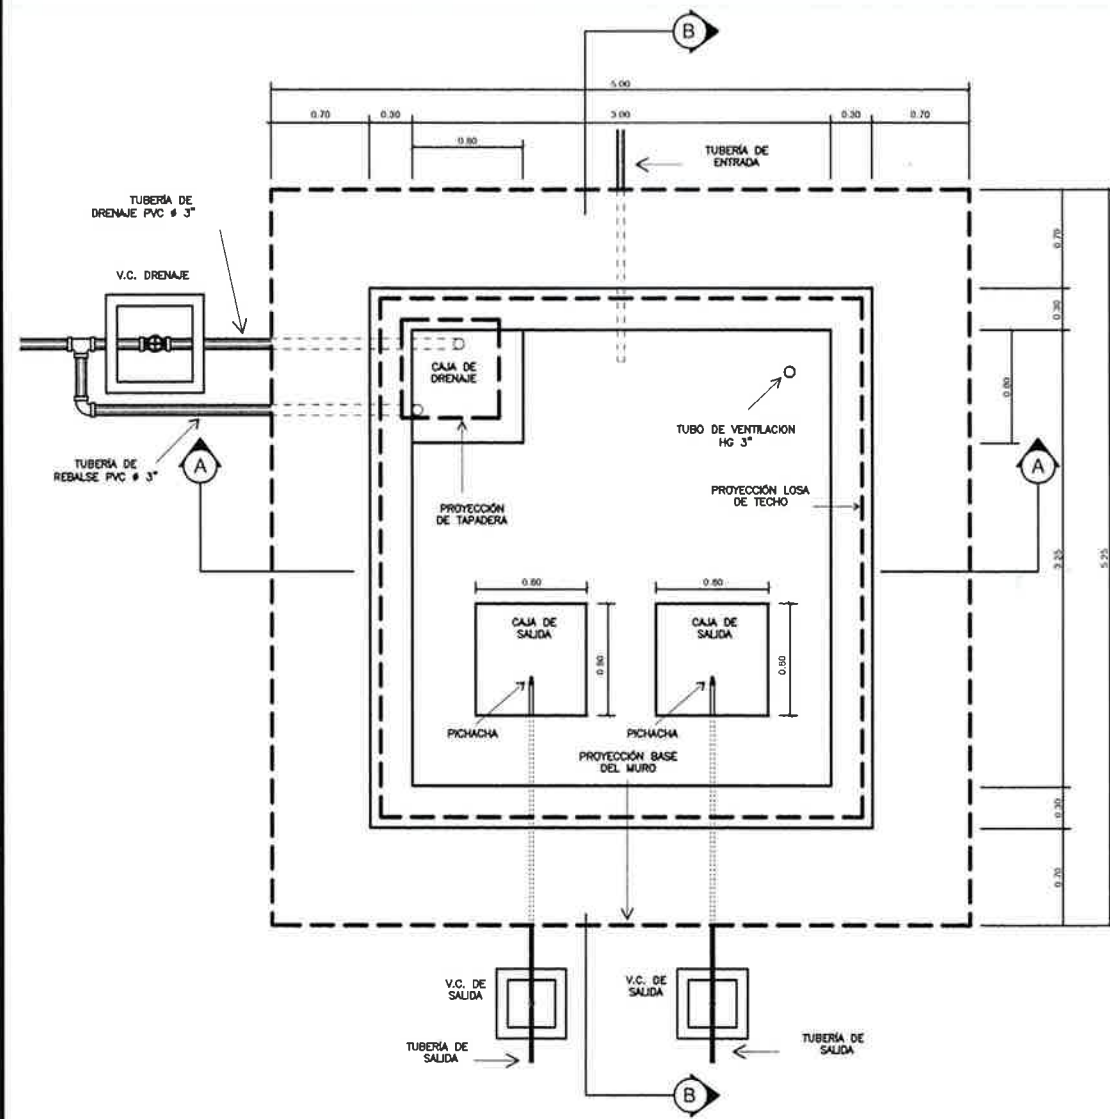 B
5.00
0.70
0.30
3.00
0.30
0.70
0.80
TUBERÍA DE
ENTRADA
TUBERÍA DE
DRENAJE PVC ø 3"
V.C. DRENAJE
0.70
0.30
CAJA DE
DRENAJE
0.80
TUBO DE VENTILACION
HG 3"
TUBERÍA DE
REBALSE PVC ø 3"
A
A
PROYECCIÓN
DE TAPADERA
PROYECCIÓN LOSA
DE TECHO
3.25
5.25
0.80
0.80
CAJA DE
SALIDA
CAJA DE
SALIDA
0.80
0.80
PICHACHA
PICHACHA
PROYECCIÓN BASE
DEL MURO
0.30
0.70
V.C. DE
SALIDA
V.C. DE
SALIDA
TUBERÍA DE
SALIDA
TUBERÍA DE
SALIDA
B